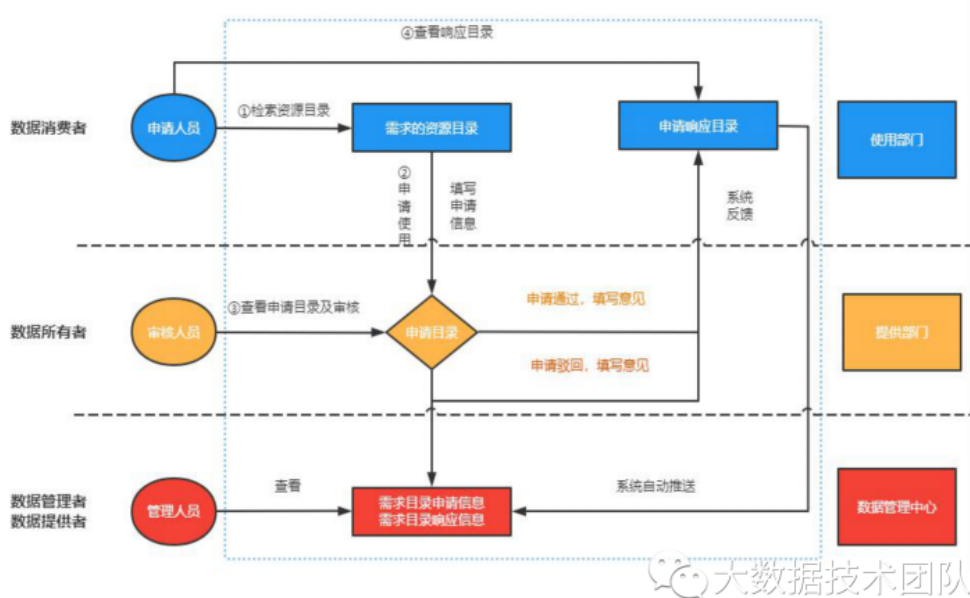 ④查看响应目录
数据消费者
申请人员
①检素资源目录
需求的资源目录
申请响应目录
使用部门
②
申
请
使
用
填写
申请
信息
系统
反馈
数据所有者
审核人员
③查看申请目录及审核
申请目录
申请通过，填写意见
申请驳回，填写意见
提供部门
数据管理者
数据提供者
管理人员
查看
需求目录申请信息
需求目录响应信息
系统自动推送
数据管理中心
大数据技术团队